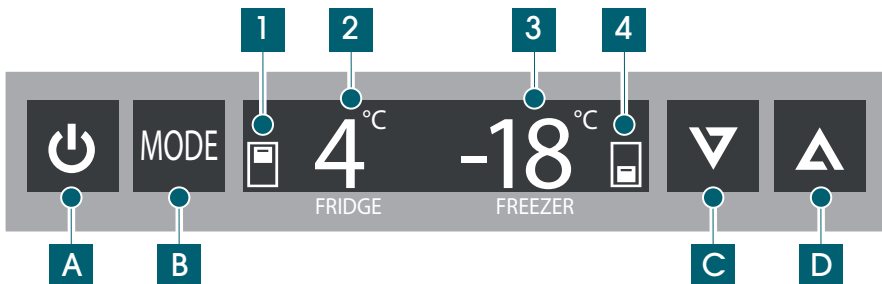 1 2 3 4
MODE 4 °C -18 °C
FRIDGE FREEZER
A B C D